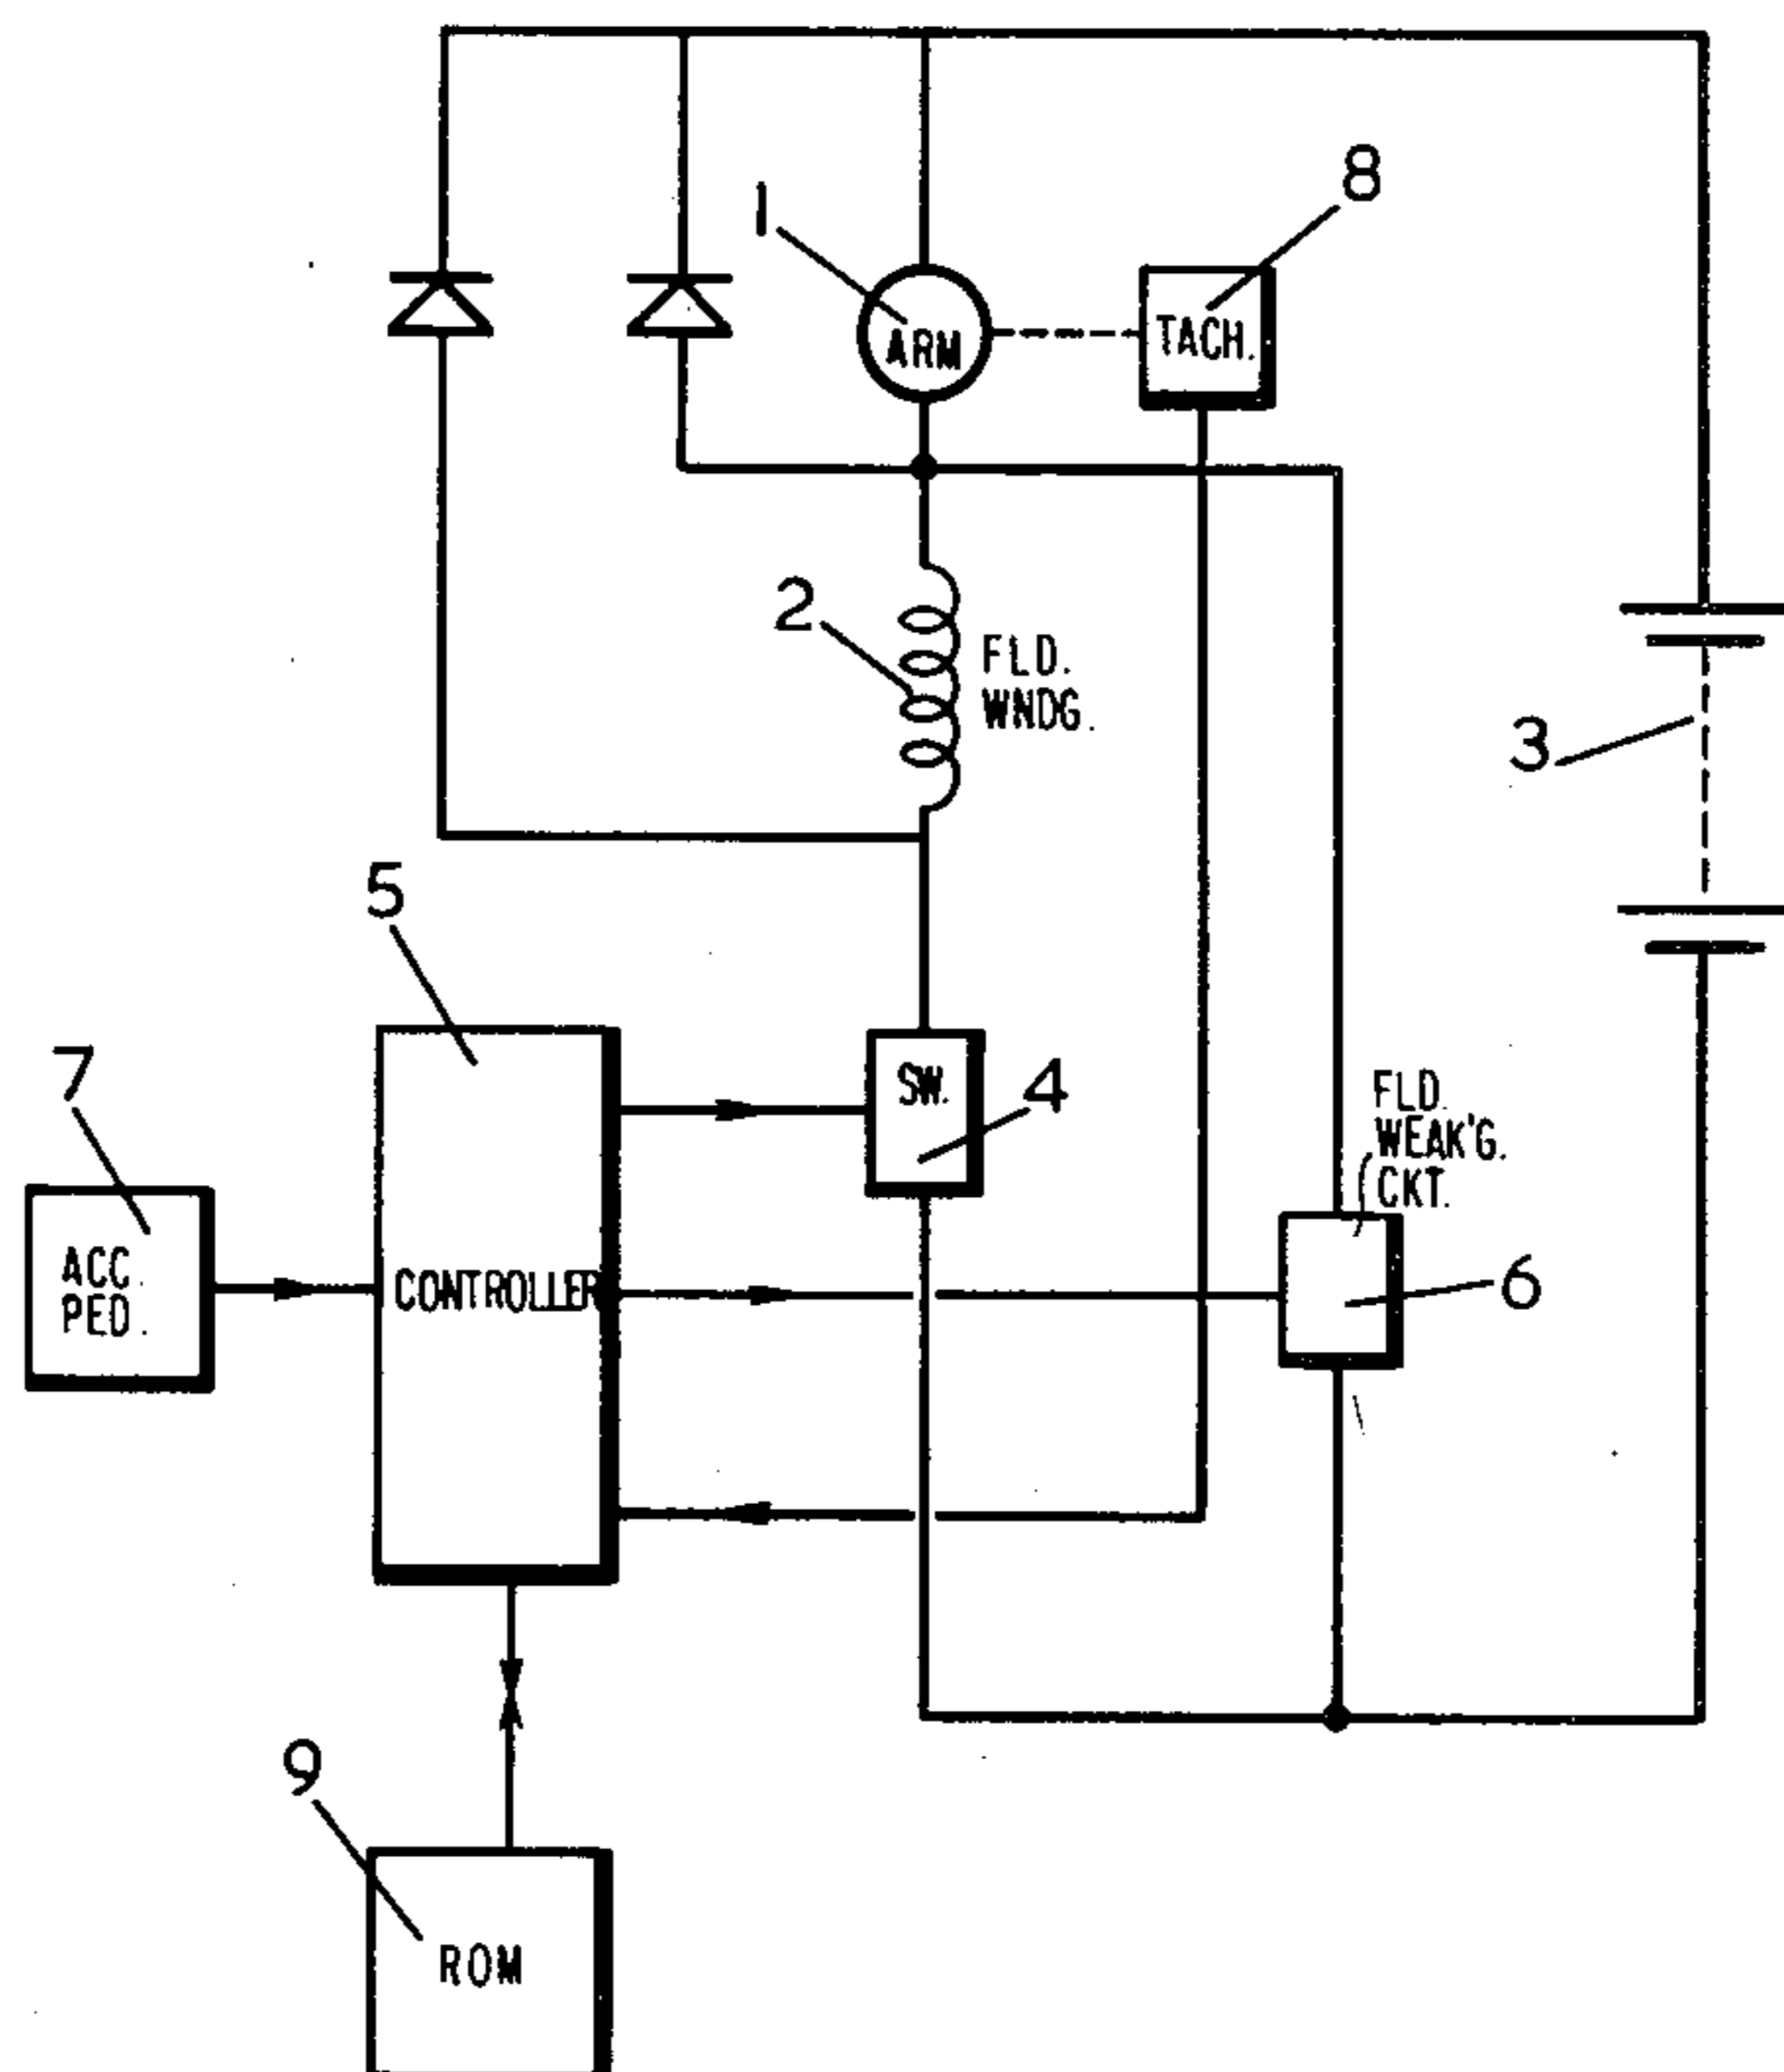 1
8
ARM
TACH.
2
FLD.
WNDG.
3
5
7
SW.
4
FLD.
WEAK'G.
CKT.
ACC.
PED.
CONTROLLER
6
9
ROM